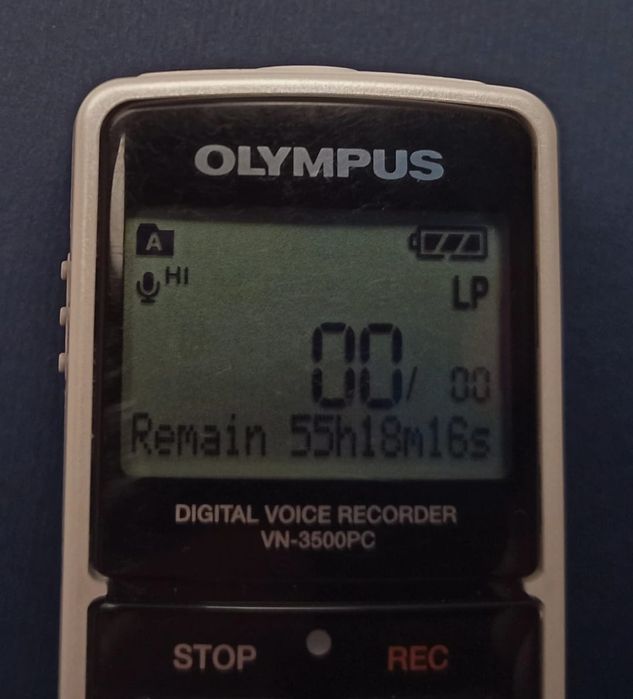 OLYMPUS
A
HI
LP
00/ 00
Remain 55h18m16s
DIGITAL VOICE RECORDER
VN-3500PC
STOP REC